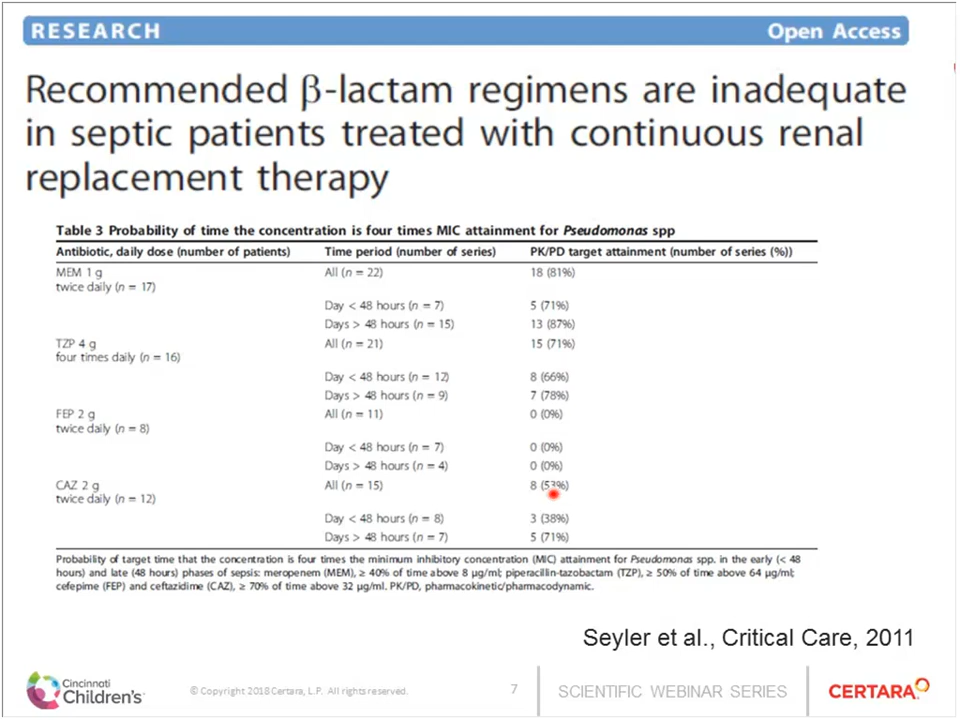 RESEARCH Open Access
Recommended β-lactam regimens are inadequate
in septic patients treated with continuous renal
replacement therapy
Table 3 Probability of time the concentration is four times MIC attainment for Pseudomonas spp
Antibiotic, daily dose (number of patients) Time period (number of series) PK/PD target attainment (number of series (%))
MEM 1 g All (n = 22) 18 (81%)
twice daily (n = 17)
Day < 48 hours (n = 7) 5 (71%)
Days > 48 hours (n = 15) 13 (87%)
TZP 4 g All (n = 21) 15 (71%)
four times daily (n = 16)
Day < 48 hours (n = 12) 8 (66%)
Days > 48 hours (n = 9) 7 (78%)
FEP 2 g All (n = 11) 0 (0%)
twice daily (n = 8)
Day < 48 hours (n = 7) 0 (0%)
Days > 48 hours (n = 4) 0 (0%)
CAZ 2 g All (n = 15) 8 (53%)
twice daily (n = 12)
Day < 48 hours (n = 8) 3 (38%)
Days > 48 hours (n = 7) 5 (71%)
Probability of target time that the concentration is four times the minimum inhibitory concentration (MIC) attainment for Pseudomonas spp. in the early (< 48
hours) and late (48 hours) phases of sepsis: meropenem (MEM), ≥ 40% of time above 8 μg/ml; piperacillin-tazobactam (TZP), ≥ 50% of time above 64 μg/ml;
cefepime (FEP) and ceftazidime (CAZ), ≥ 70% of time above 32 μg/ml. PK/PD, pharmacokinetic/pharmacodynamic.
Seyler et al., Critical Care, 2011
Cincinnati
Children's
© Copyright 2018 Certara, L.P. All rights reserved. 7 SCIENTIFIC WEBINAR SERIES CERTARA